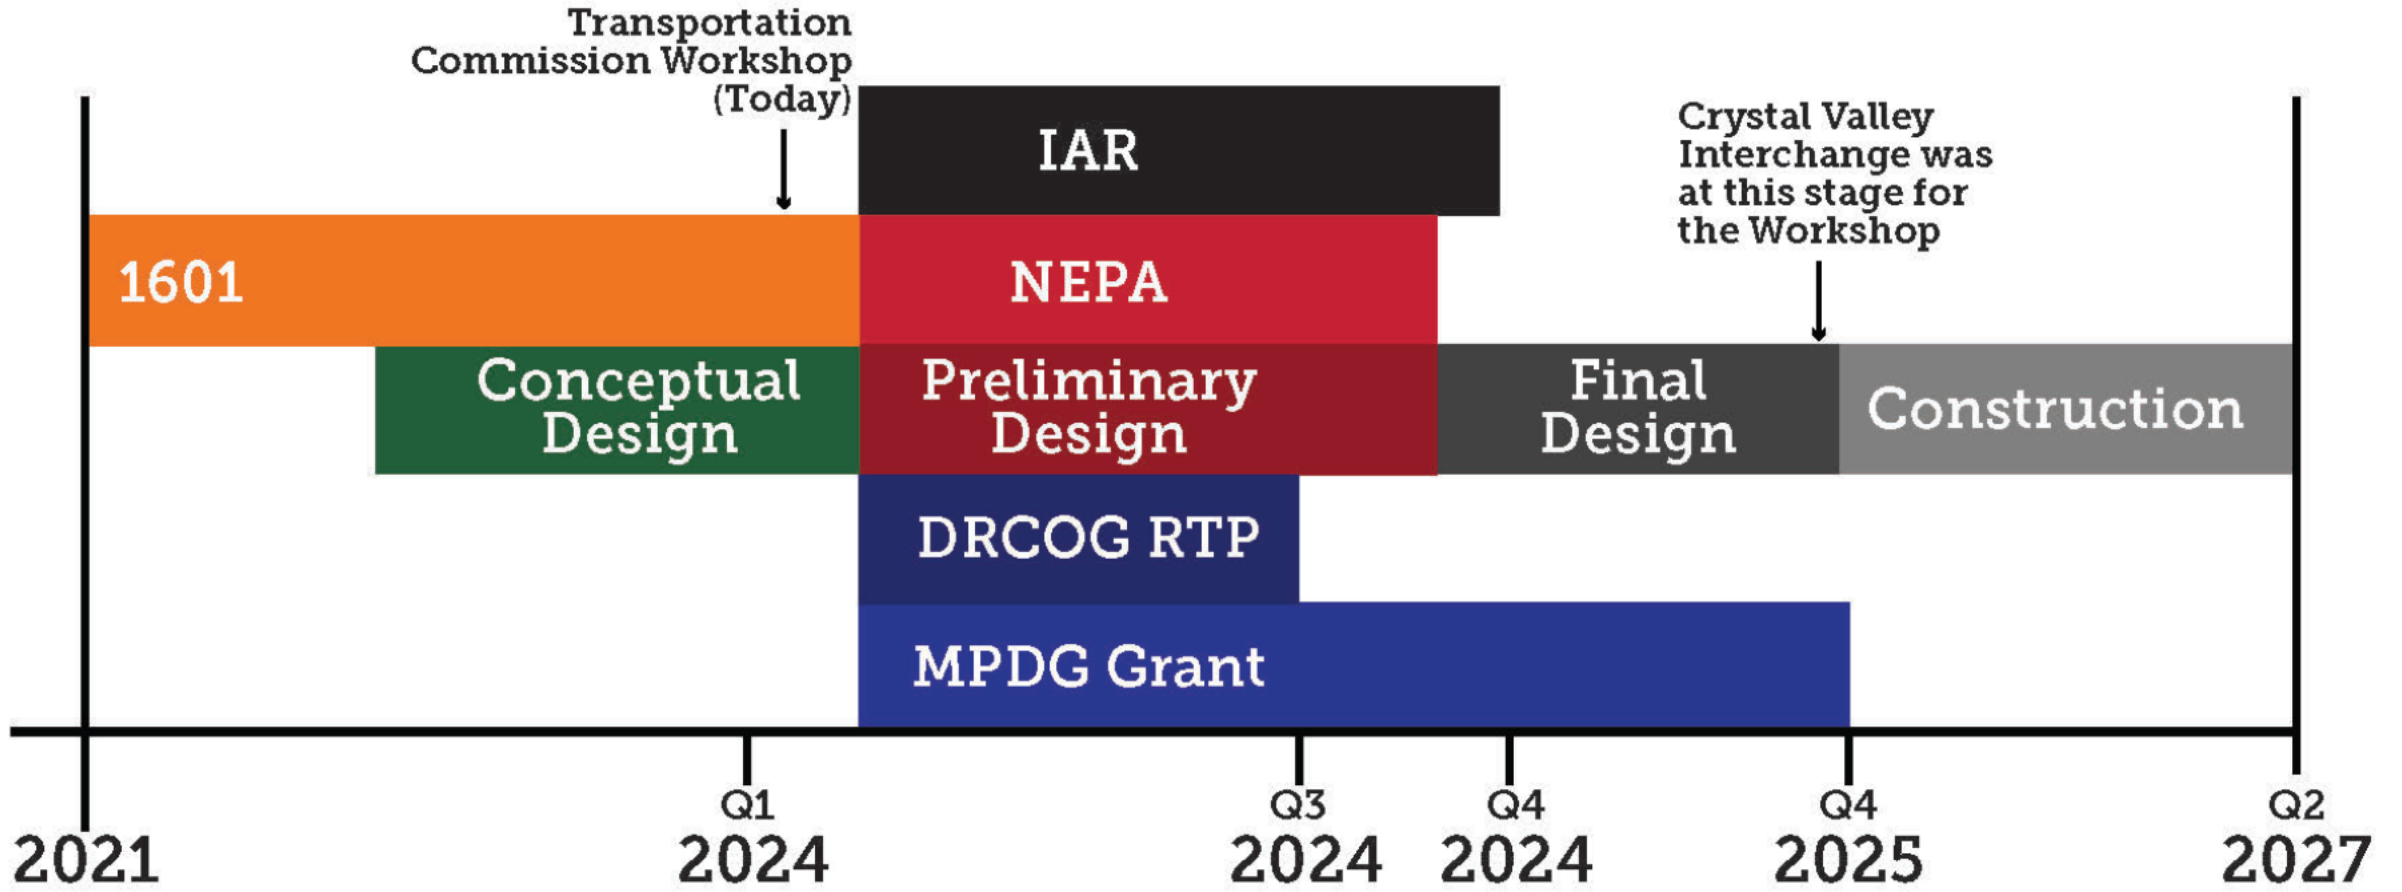 Transportation
Commission Workshop
(Today)
IAR
Crystal Valley
Interchange was
at this stage for
the Workshop
1601
NEPA
Conceptual
Design
Preliminary
Design
Final
Design
Construction
DRCOG RTP
MPDG Grant
2021
Q1
2024
Q3
2024
Q4
2024
Q4
2025
Q2
2027